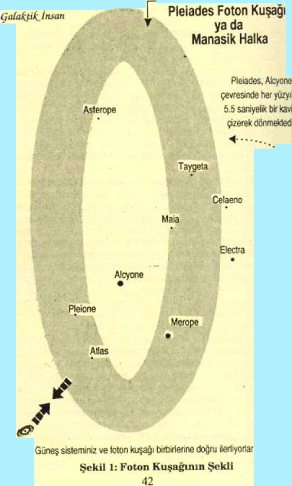 Galaktik İnsan
Pleiades Foton Kuşağı
ya da
Manasik Halka
Pleiades, Alcyone
çevresinde her yüzyı
5.5 saniyelik bir kavi
çizerek dönmekted
Asterope
Taygeta
Celaeno
Maia
Electra
Alcyone
Pleione
Merope
Atlas
Güneş sisteminiz ve foton kuşağı birbirlerine doğru ilerliyorlar
Şekil 1: Foton Kuşağının Şekli
42